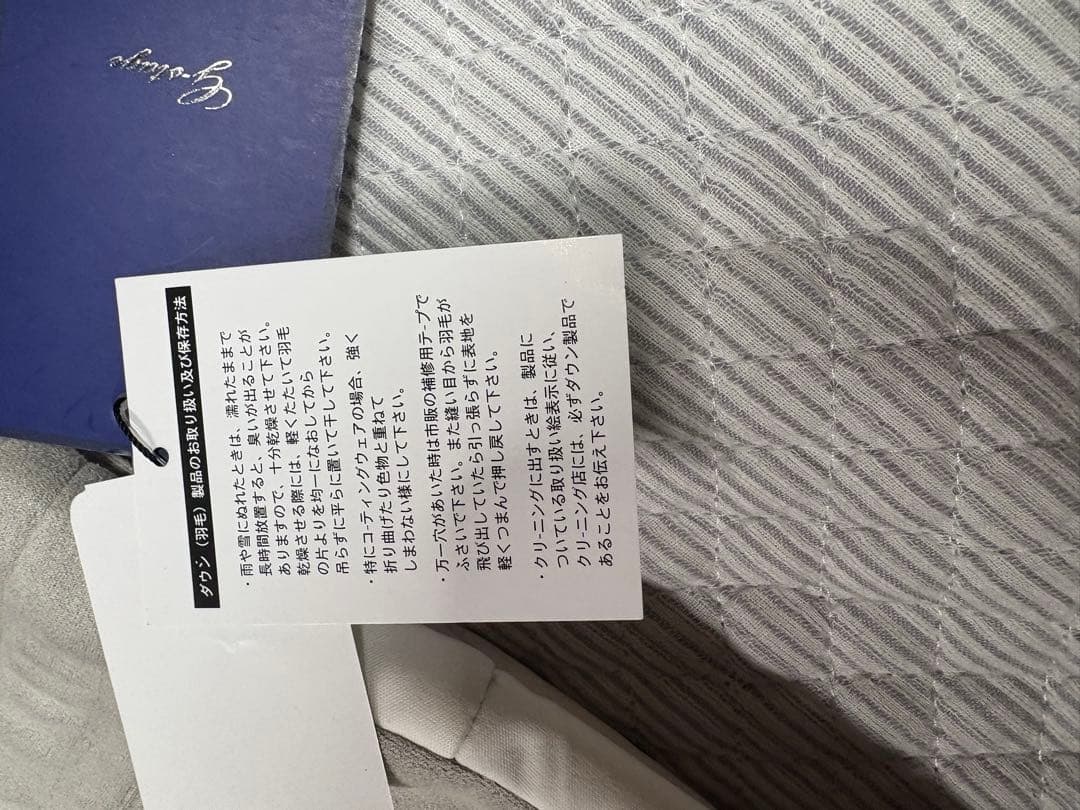 G-stage
ダウン（羽毛）製品のお取り扱い及び保存方法
・雨や雪にぬれたときは、濡れたままで
長時間放置すると、臭いが出ることが
ありますので、十分乾燥させて下さい。
乾燥させる際には、軽くたたいて羽毛
の片よりを均一になおしてから
吊らずに平らに置いて干して下さい。
・特にコーティングウェアの場合、強く
折り曲げたり色物と重ねて
しまわない様にして下さい。
・万一穴があいた時は市販の補修用テープで
ふさいで下さい。また縫い目から羽毛が
飛び出していたら引っ張らずに表地を
軽くつまんで押し戻して下さい。
・クリーニングに出すときは、製品に
ついている取り扱い絵表示に従い、
クリーニング店には、必ずダウン製品で
あることをお伝え下さい。